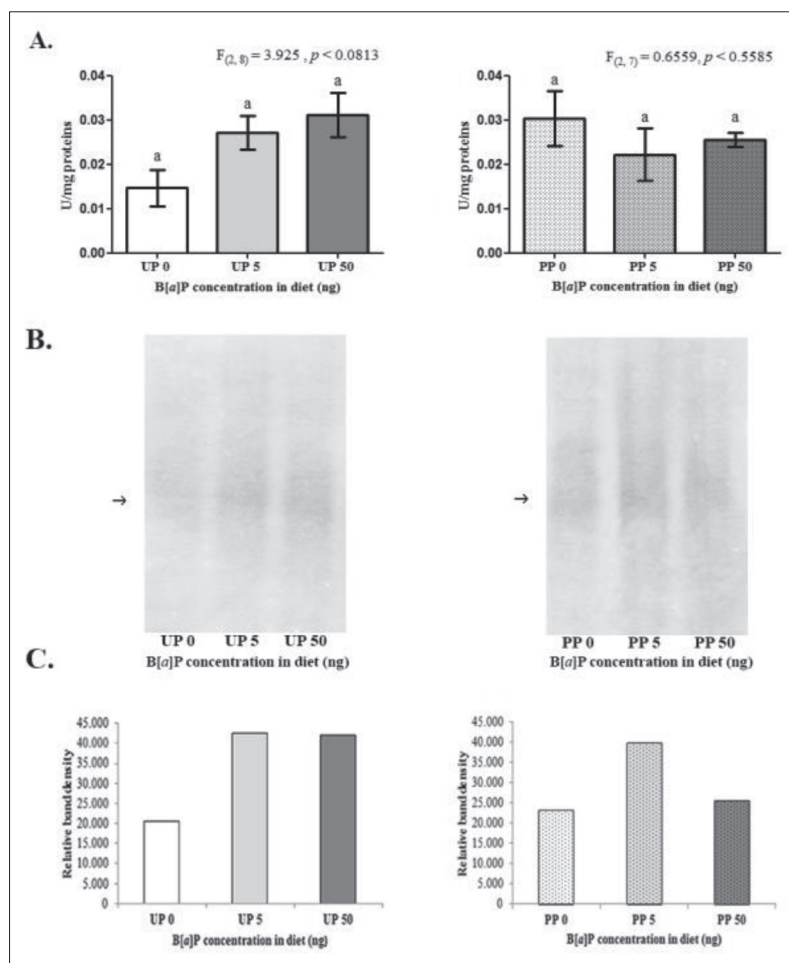 A.
F(2, 8) = 3.925 , p < 0.0813
0.04
0.03
0.02
0.01
0.00
U/mg proteins
a
a
a
UP 0
UP 5
UP 50
B[a]P concentration in diet (ng)
F(2, 7) = 0.6559, p < 0.5585
0.04
0.03
0.02
0.01
0.00
U/mg proteins
a
a
a
PP 0
PP 5
PP 50
B[a]P concentration in diet (ng)
B.
→
UP 0
UP 5
UP 50
B[a]P concentration in diet (ng)
→
PP 0
PP 5
PP 50
B[a]P concentration in diet (ng)
C.
45.000
40.000
35.000
30.000
25.000
20.000
15.000
10.000
5.000
0
Relative band density
UP 0
UP 5
UP 50
B[a]P concentration in diet (ng)
45.000
40.000
35.000
30.000
25.000
20.000
15.000
10.000
5.000
0
Relative band density
PP 0
PP 5
PP 50
B[a]P concentration in diet (ng)